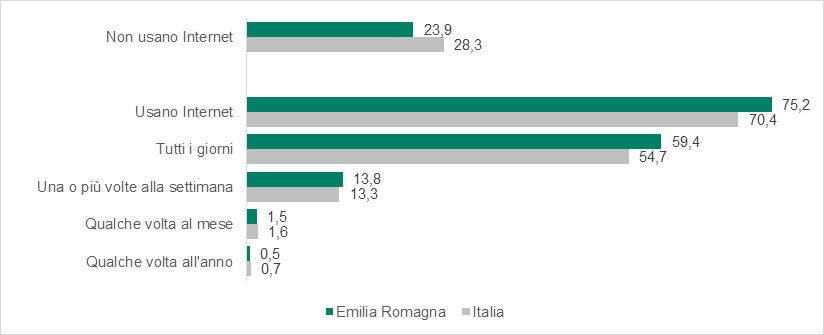 Non usano Internet
23,9
28,3
Usano Internet
75,2
70,4
Tutti i giorni
59,4
54,7
Una o più volte alla settimana
13,8
13,3
Qualche volta al mese
1,5
1,6
Qualche volta all'anno
0,5
0,7
Emilia Romagna Italia